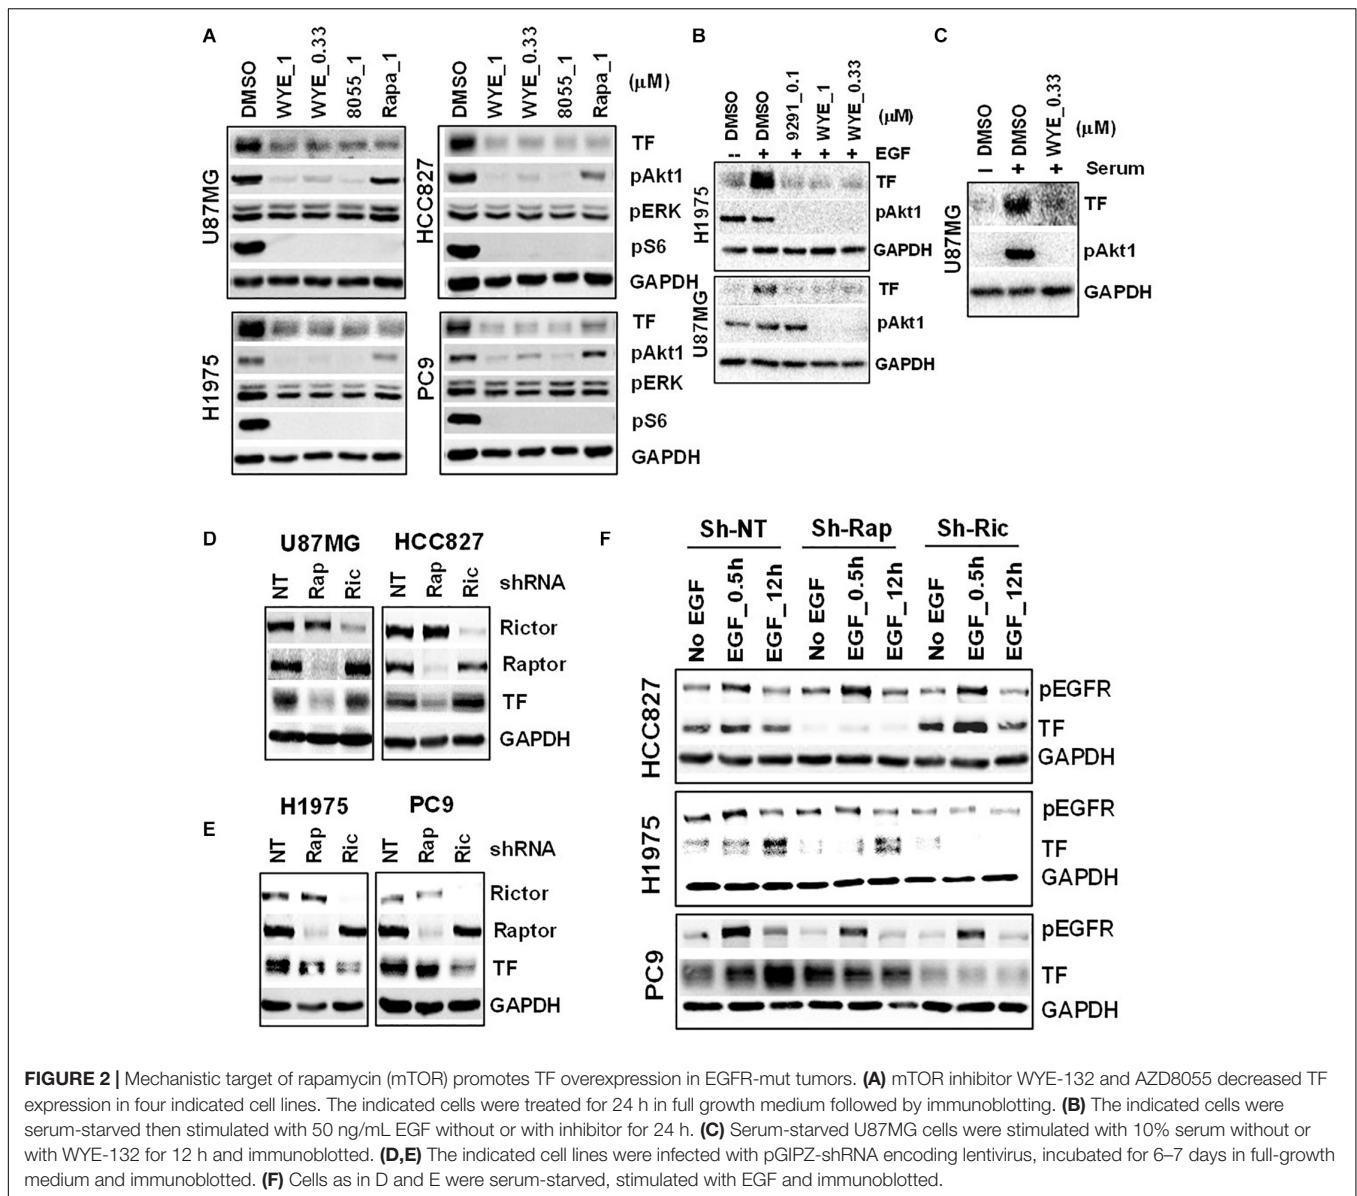 A
DMSO WYE_1 WYE_0.33 8055_1 Rapa_1
DMSO WYE_1 WYE_0.33 8055_1 Rapa_1 (μM)
U87MG
HCC827
TF
pAkt1
pERK
pS6
GAPDH
H1975
PC9
TF
pAkt1
pERK
pS6
GAPDH
B
DMSO DMSO 9291_0.1 WYE_1 WYE_0.33 (μM)
-- + + + + EGF
H1975
TF
pAkt1
GAPDH
U87MG
TF
pAkt1
GAPDH
C
DMSO DMSO WYE_0.33 (μM)
– + + Serum
U87MG
TF
pAkt1
GAPDH
D
U87MG HCC827
NT Rap Ric NT Rap Ric shRNA
Rictor
Raptor
TF
GAPDH
E
H1975 PC9
NT Rap Ric NT Rap Ric shRNA
Rictor
Raptor
TF
GAPDH
F
Sh-NT Sh-Rap Sh-Ric
No EGF EGF_0.5h EGF_12h No EGF EGF_0.5h EGF_12h No EGF EGF_0.5h EGF_12h
HCC827
pEGFR
TF
GAPDH
H1975
pEGFR
TF
GAPDH
PC9
pEGFR
TF
GAPDH
FIGURE 2 | Mechanistic target of rapamycin (mTOR) promotes TF overexpression in EGFR-mut tumors. (A) mTOR inhibitor WYE-132 and AZD8055 decreased TF
expression in four indicated cell lines. The indicated cells were treated for 24 h in full growth medium followed by immunoblotting. (B) The indicated cells were
serum-starved then stimulated with 50 ng/mL EGF without or with inhibitor for 24 h. (C) Serum-starved U87MG cells were stimulated with 10% serum without or
with WYE-132 for 12 h and immunoblotted. (D,E) The indicated cell lines were infected with pGIPZ-shRNA encoding lentivirus, incubated for 6–7 days in full-growth
medium and immunoblotted. (F) Cells as in D and E were serum-starved, stimulated with EGF and immunoblotted.